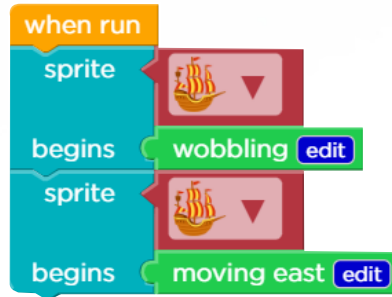 when run
sprite
begins wobbling edit
sprite
begins moving east edit